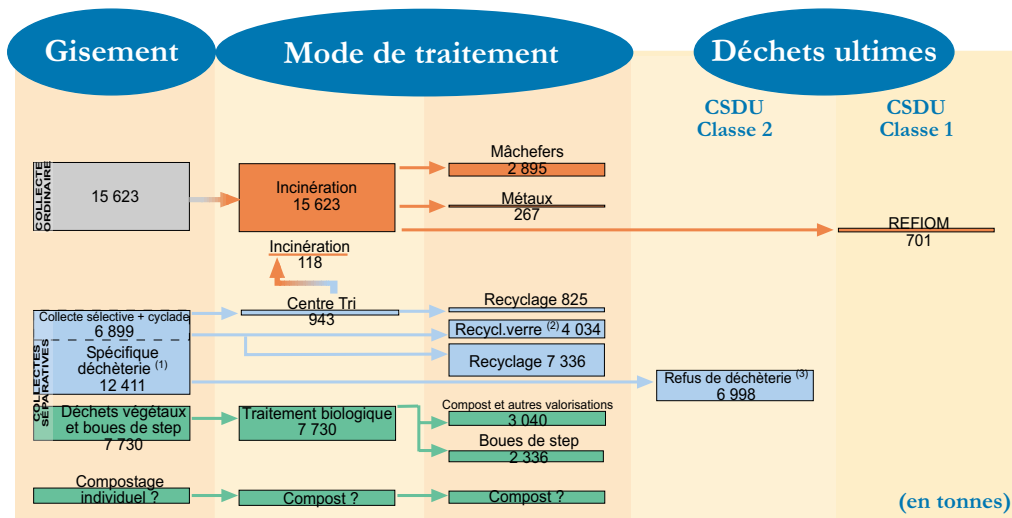 Gisement
Mode de traitement
Déchets ultimes
CSDU
Classe 2
CSDU
Classe 1
COLLECTE
ORDINAIRE
15 623
Incinération
15 623
Mâchefers
2 895
Métaux
267
REFIOM
701
Incinération
118
COLLECTES
SÉPARATIVES
Collecte sélective + cyclade
6 899
Centre Tri
943
Recyclage 825
Recycl.verre (2) 4 034
Recyclage 7 336
Spécifique
déchèterie (1)
12 411
Refus de déchèterie (3)
6 998
Déchets végétaux
et boues de step
7 730
Traitement biologique
7 730
Compost et autres valorisations
3 040
Boues de step
2 336
Compostage
individuel ?
Compost ?
Compost ?
(en tonnes)